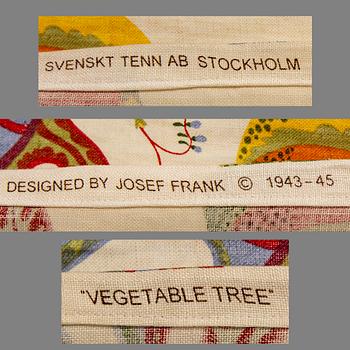 SVENSKT TENN AB STOCKHOLM
DESIGNED BY JOSEF FRANK © 1943-45
"VEGETABLE TREE"